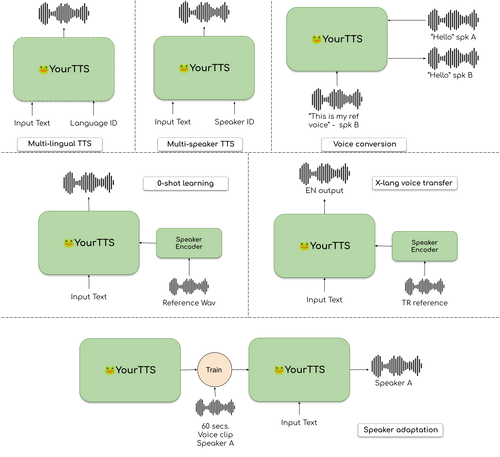 🐸YourTTS
Input Text
Language ID
Multi-lingual TTS
🐸YourTTS
Input Text
Speaker ID
Multi-speaker TTS
🐸YourTTS
"Hello" spk A
"Hello" spk B
"This is my ref
voice" - spk B
Voice conversion
0-shot learning
🐸YourTTS
Speaker
Encoder
Input Text
Reference Wav
X-lang voice transfer
EN output
🐸YourTTS
Speaker
Encoder
Input Text
TR reference
🐸YourTTS
Train
60 secs.
Voice clip
Speaker A
🐸YourTTS
Input Text
Speaker A
Speaker adaptation